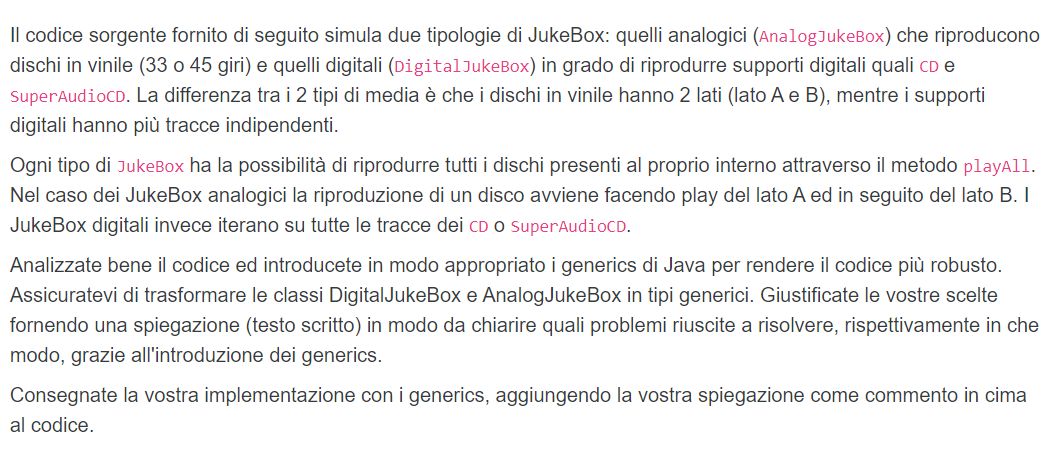 Il codice sorgente fornito di seguito simula due tipologie di JukeBox: quelli analogici (AnalogJukeBox) che riproducono
dischi in vinile (33 o 45 giri) e quelli digitali (DigitalJukeBox) in grado di riprodurre supporti digitali quali CD e
SuperAudioCD. La differenza tra i 2 tipi di media è che i dischi in vinile hanno 2 lati (lato A e B), mentre i supporti
digitali hanno più tracce indipendenti.
Ogni tipo di JukeBox ha la possibilità di riprodurre tutti i dischi presenti al proprio interno attraverso il metodo playAll.
Nel caso dei JukeBox analogici la riproduzione di un disco avviene facendo play del lato A ed in seguito del lato B. I
JukeBox digitali invece iterano su tutte le tracce dei CD o SuperAudioCD.
Analizzate bene il codice ed introducete in modo appropriato i generics di Java per rendere il codice più robusto.
Assicuratevi di trasformare le classi DigitalJukeBox e AnalogJukeBox in tipi generici. Giustificate le vostre scelte
fornendo una spiegazione (testo scritto) in modo da chiarire quali problemi riuscite a risolvere, rispettivamente in che
modo, grazie all'introduzione dei generics.
Consegnate la vostra implementazione con i generics, aggiungendo la vostra spiegazione come commento in cima
al codice.